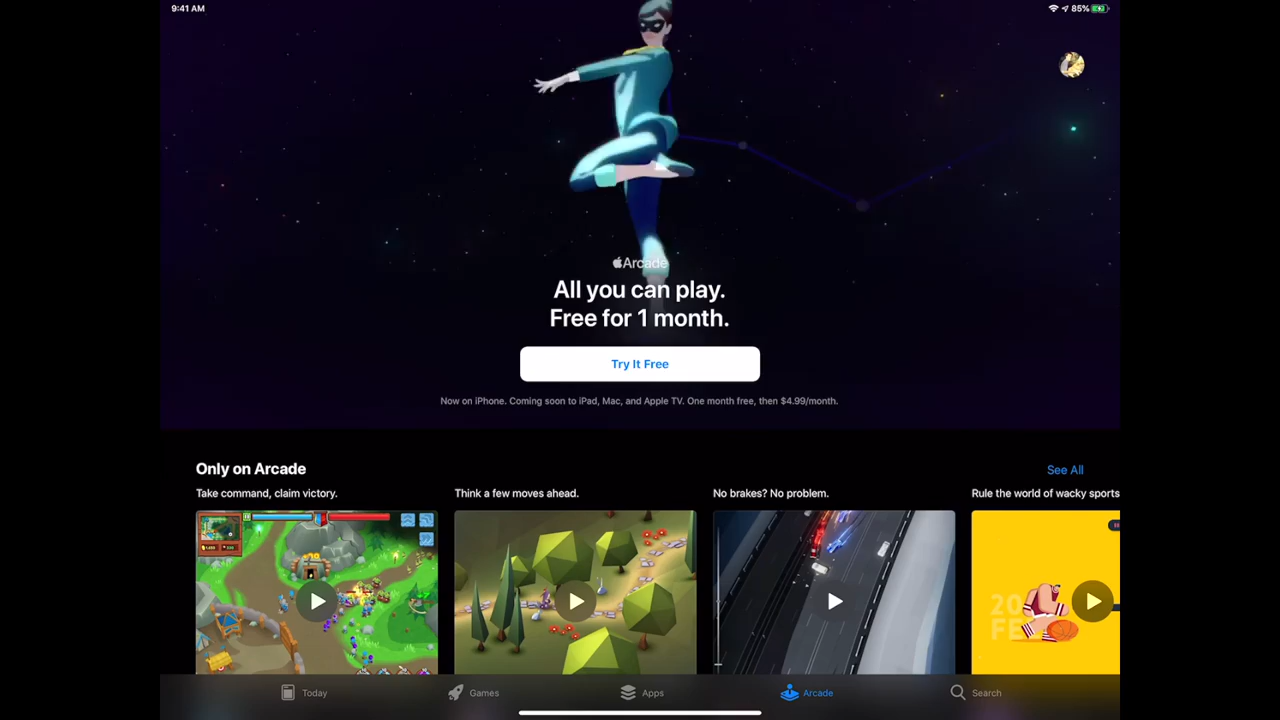 9:41 AM
85%
Arcade
All you can play.
Free for 1 month.
Try It Free
Now on iPhone. Coming soon to iPad, Mac, and Apple TV. One month free, then $4.99/month.
Only on Arcade
See All
Take command, claim victory.
Think a few moves ahead.
No brakes? No problem.
Rule the world of wacky sports
20
FE
Today
Games
Apps
Arcade
Search